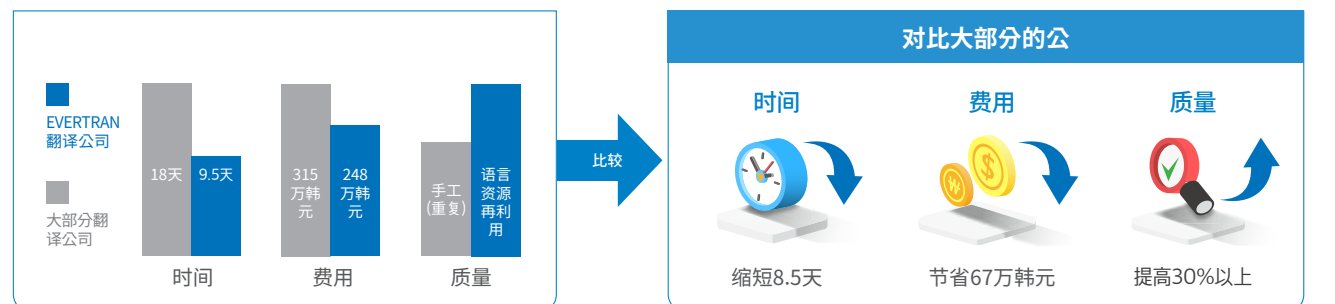 EVERTRAN
翻译公司
大部分翻
译公司
18天
9.5天
时间
315
万韩
元
248
万韩
元
费用
手工
(重复)
语言
资源
再利
用
质量
比较
对比大部分的公
时间
费用
质量
$
₩
缩短8.5天
节省67万韩元
提高30%以上